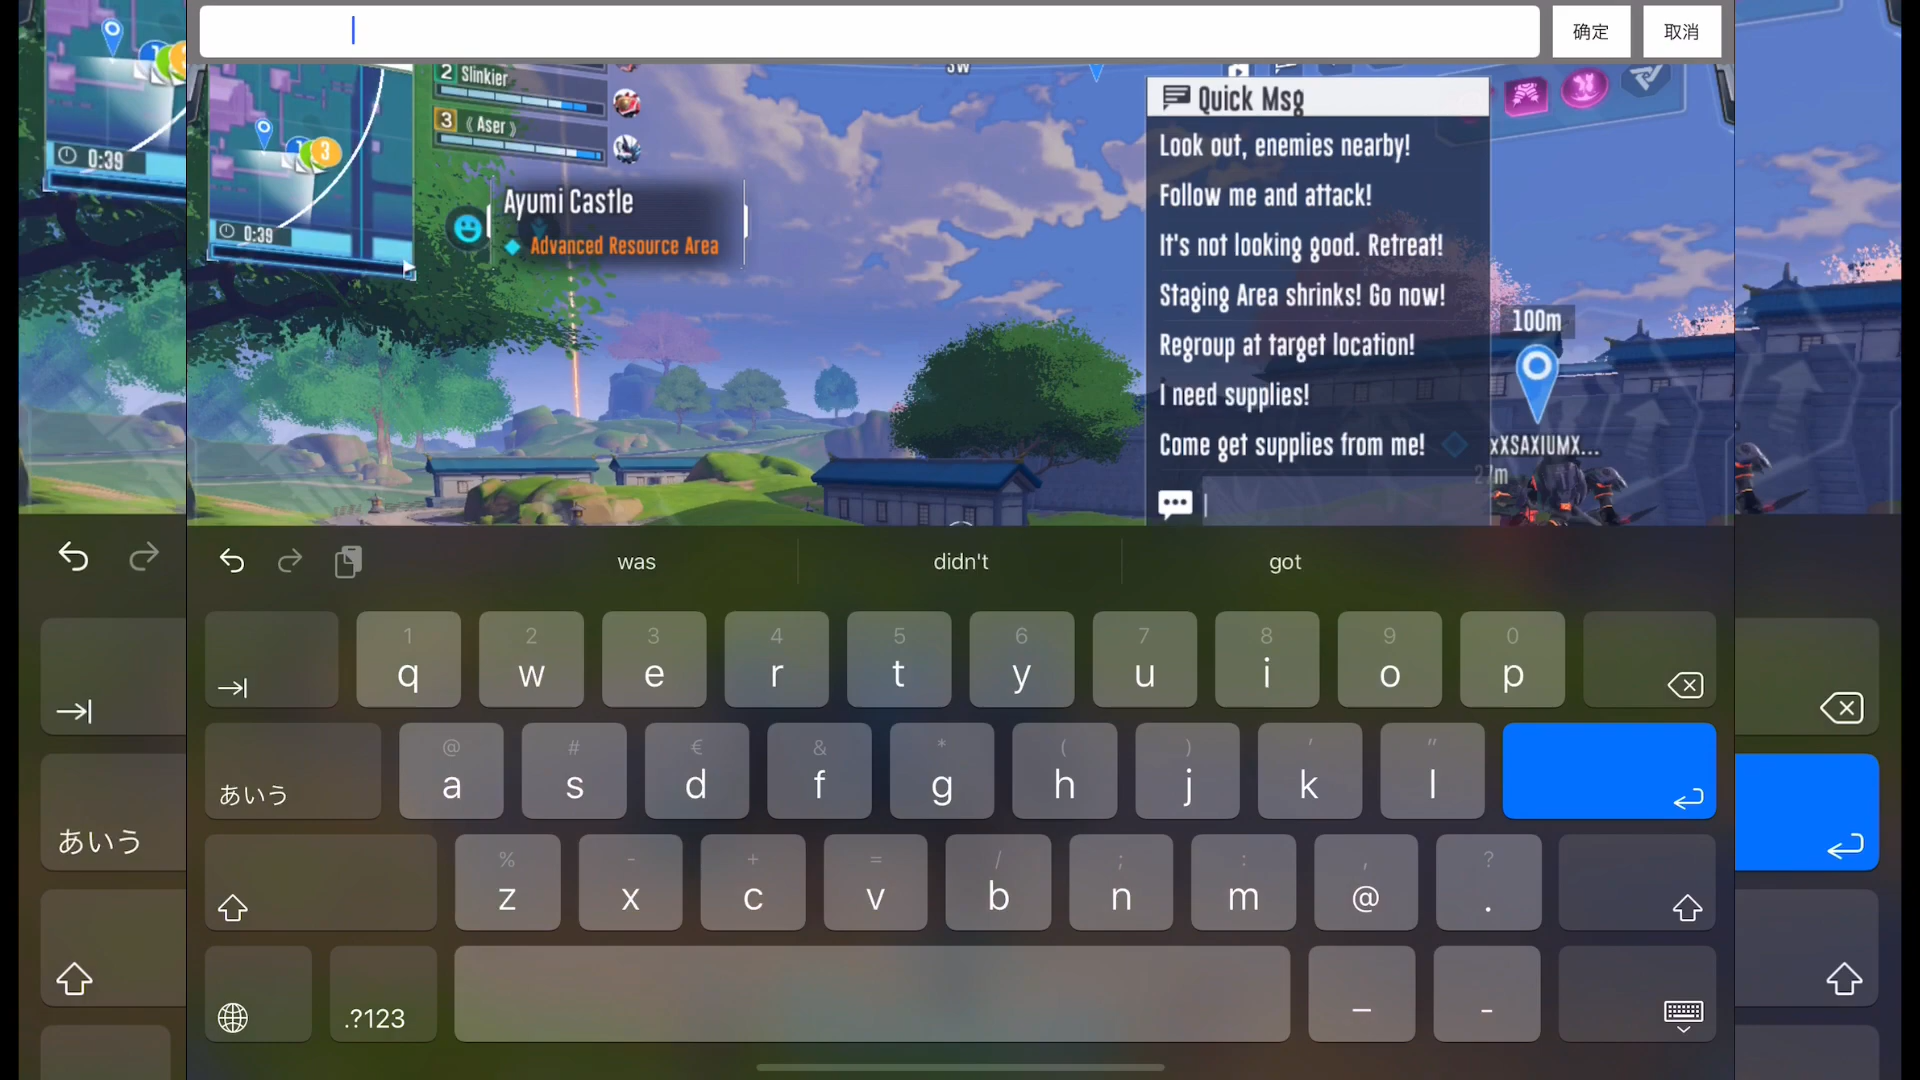 确定 取消
SW
2 Slinkier
3 《 Aser 》
Quick Msg
0:39
0:39
3
Ayumi Castle
Advanced Resource Area
Look out, enemies nearby!
Follow me and attack!
It's not looking good. Retreat!
Staging Area shrinks! Go now!
Regroup at target location!
I need supplies!
Come get supplies from me!
100m
xXSAXIUMX...
27m
was didn't got
1 2 3 4 5 6 7 8 9 0
q w e r t y u i o p
@ # € & * ( ) ' "
あいう あいう a s d f g h j k l
% - + = / ; : , ?
z x c v b n m @ .
.?123 – -